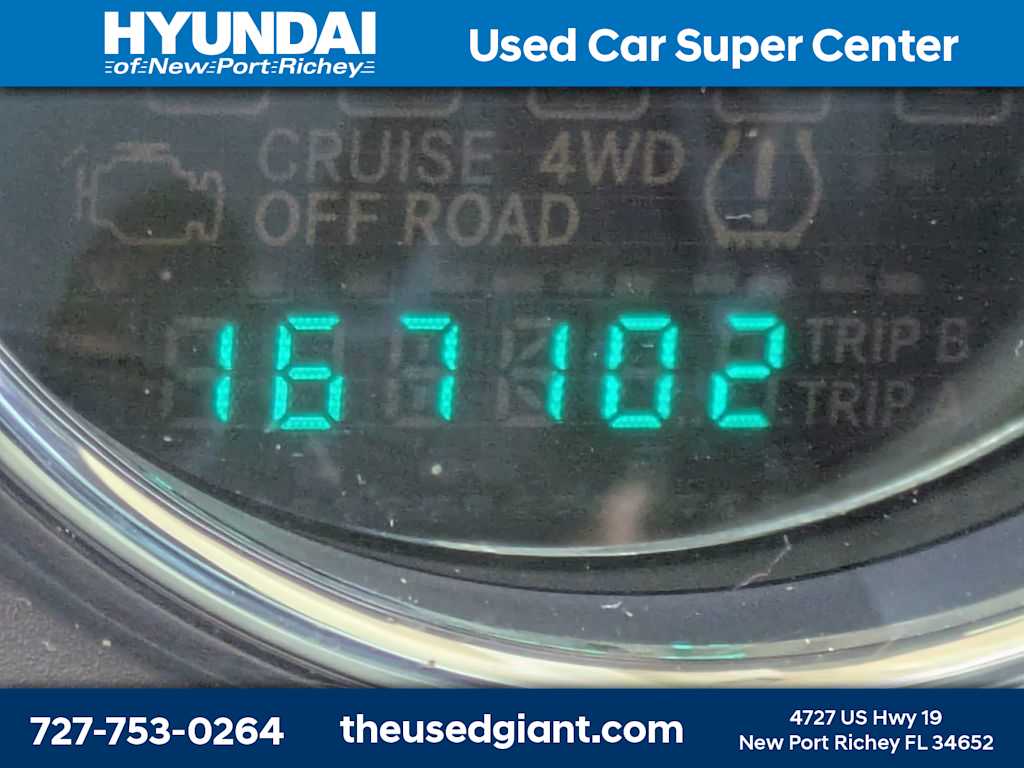 HYUNDAI
of New Port Richey
Used Car Super Center
CRUISE 4WD
OFF ROAD
167102
TRIP B
TRIP A
727-753-0264
theusedgiant.com
4727 US Hwy 19
New Port Richey FL 34652